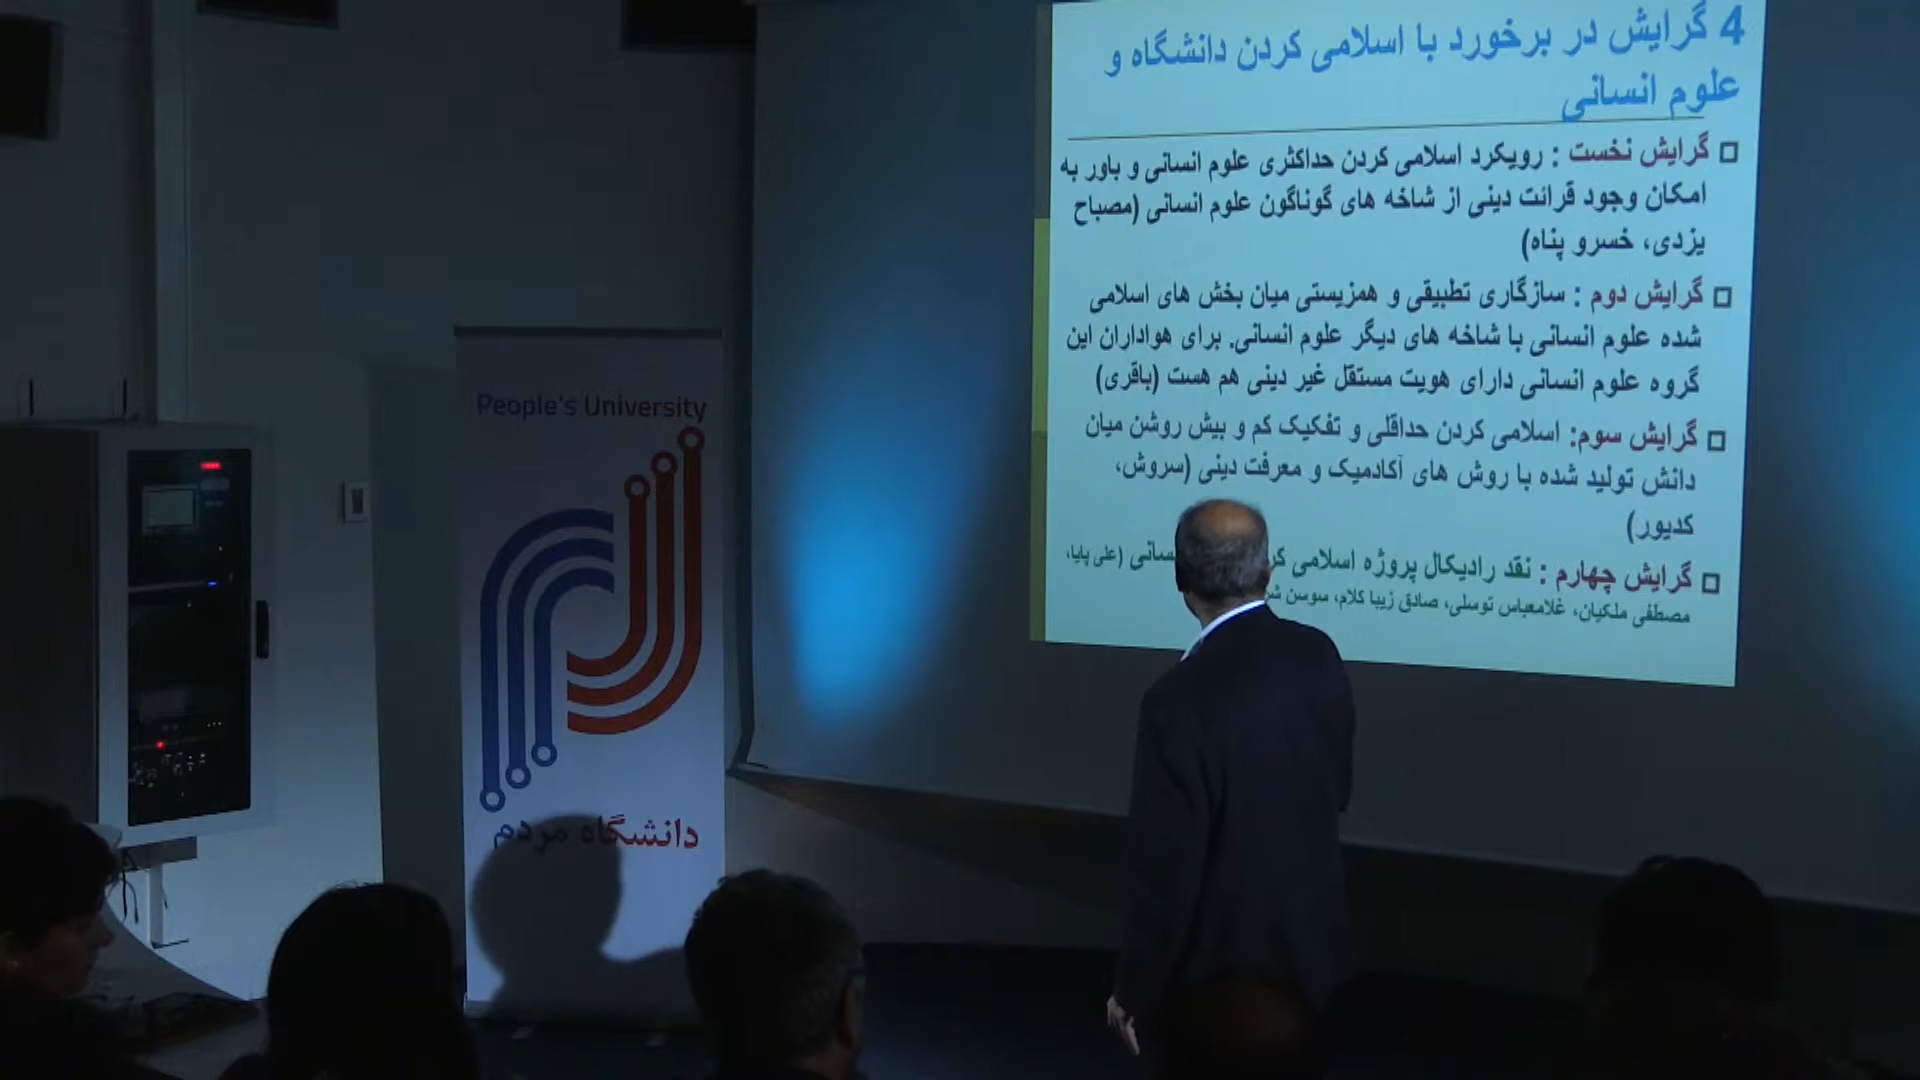 4 گرایش در برخورد با اسلامی کردن دانشگاه و
علوم انسانی
گرایش نخست : رویکرد اسلامی کردن حداکثری علوم انسانی و باور به
امکان وجود قرائت دینی از شاخه های گوناگون علوم انسانی (مصباح
یزدی، خسرو پناه)
گرایش دوم : سازگاری تطبیقی و همزیستی میان بخش های اسلامی
شده علوم انسانی با شاخه های دیگر علوم انسانی. برای هواداران این
گروه علوم انسانی دارای هویت مستقل غیر دینی هم هست (باقری)
گرایش سوم: اسلامی کردن حداقلی و تفکیک کم و بیش روشن میان
دانش تولید شده با روش های آکادمیک و معرفت دینی (سروش،
کدیور)
گرایش چهارم : نقد رادیکال پروژه اسلامی (علی پایا،
مصطفی ملکیان، غلامعباس توسلی، صادق زیبا کلام، سوسن
People's University
دانشگاه مردم